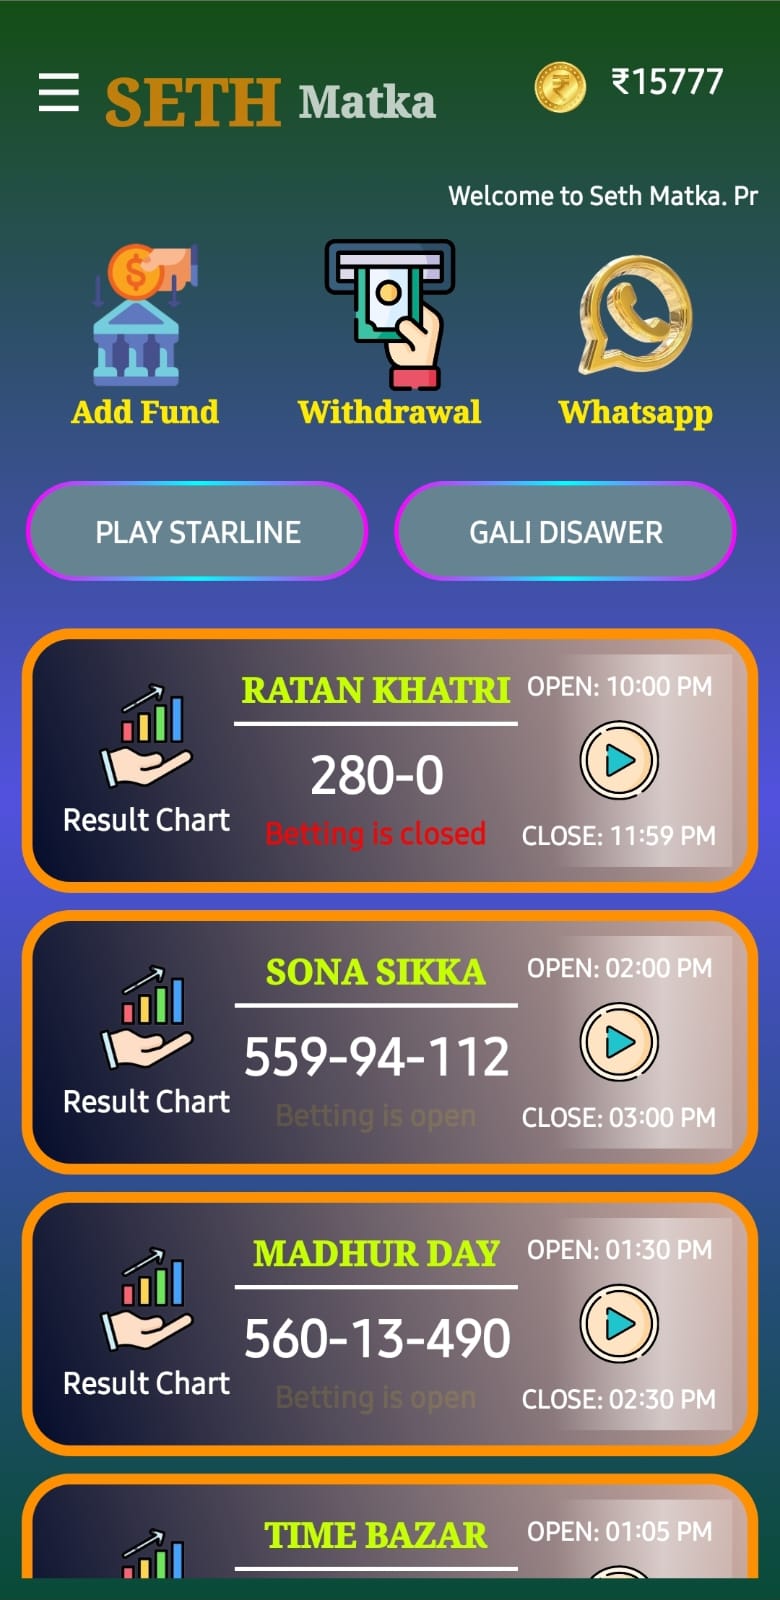 SETH Matka ₹15777
Welcome to Seth Matka. Pr
Add Fund Withdrawal Whatsapp
PLAY STARLINE GALI DISAWER
RATAN KHATRI OPEN: 10:00 PM
280-0
Result Chart Betting is closed CLOSE: 11:59 PM
SONA SIKKA OPEN: 02:00 PM
559-94-112
Result Chart Betting is open CLOSE: 03:00 PM
MADHUR DAY OPEN: 01:30 PM
560-13-490
Result Chart Betting is open CLOSE: 02:30 PM
TIME BAZAR OPEN: 01:05 PM